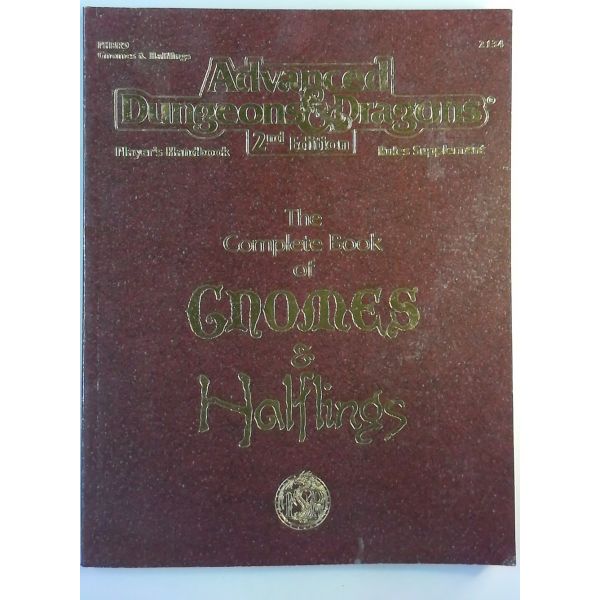 PHBR9
Gnomes & Halflings
2134
Advanced
Dungeons & Dragons®
2nd Edition
Player's Handbook
Rules Supplement
The
Complete Book
of
GNOMES
&
Halflings
TSR